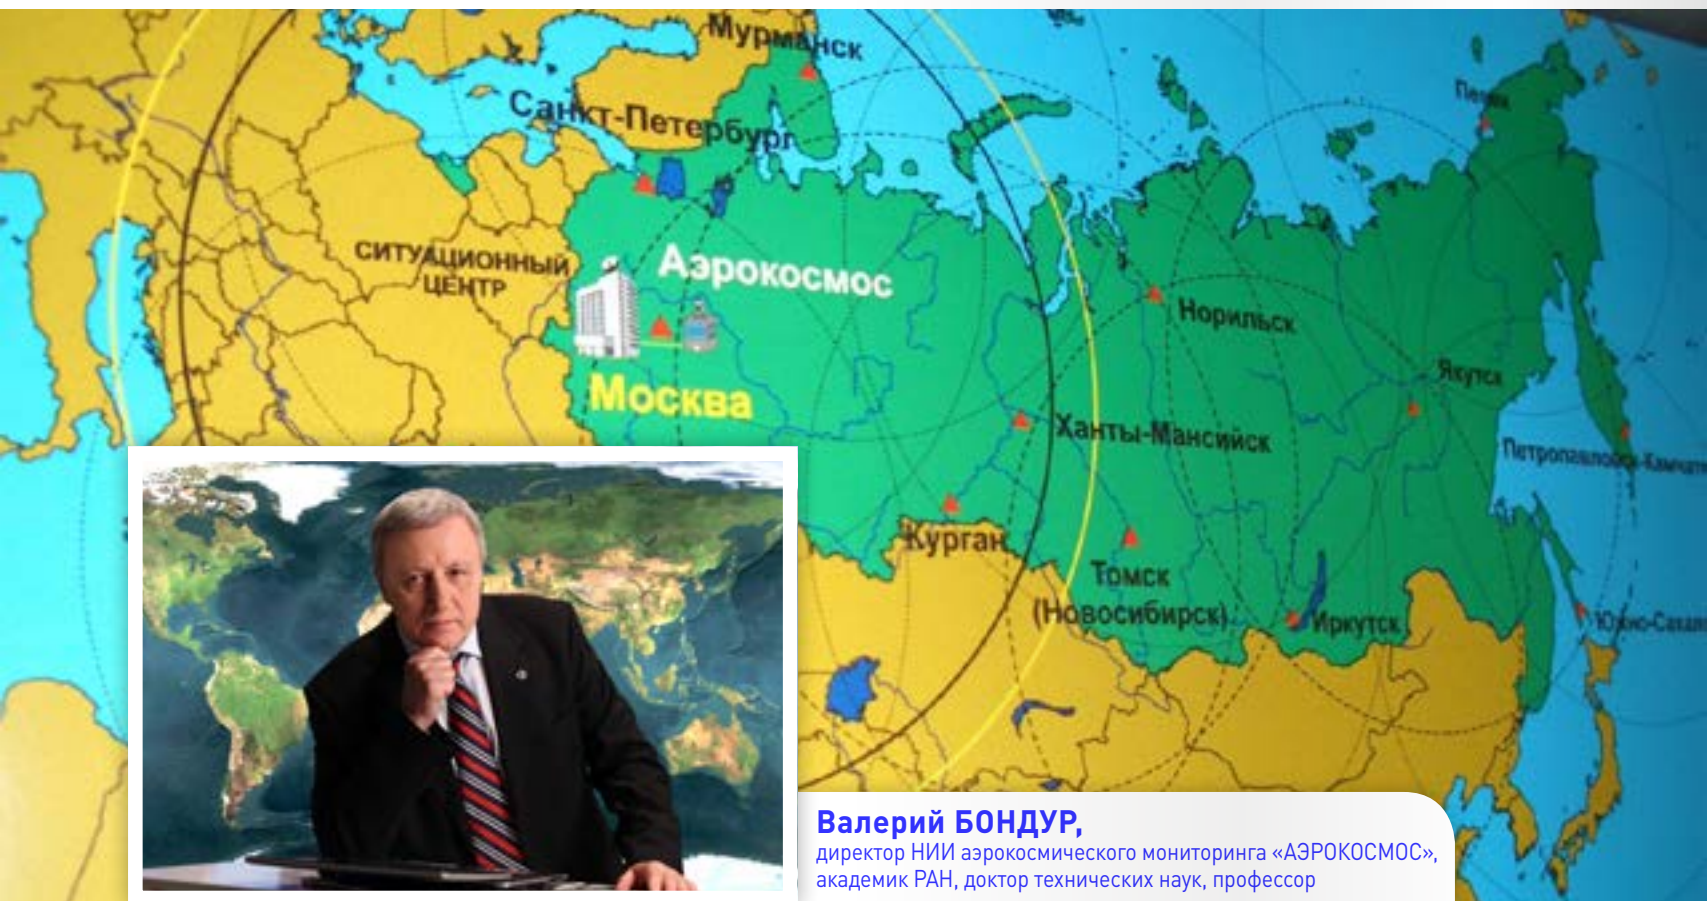 Мурманск
Санкт-Петербург
СИТУАЦИОННЫЙ
ЦЕНТР
Аэрокосмос
Москва
Норильск
Якутск
Ханты-Мансийск
Курган
Томск
(Новосибирск)
Иркутск
Валерий БОНДУР,
директор НИИ аэрокосмического мониторинга «АЭРОКОСМОС»,
академик РАН, доктор технических наук, профессор